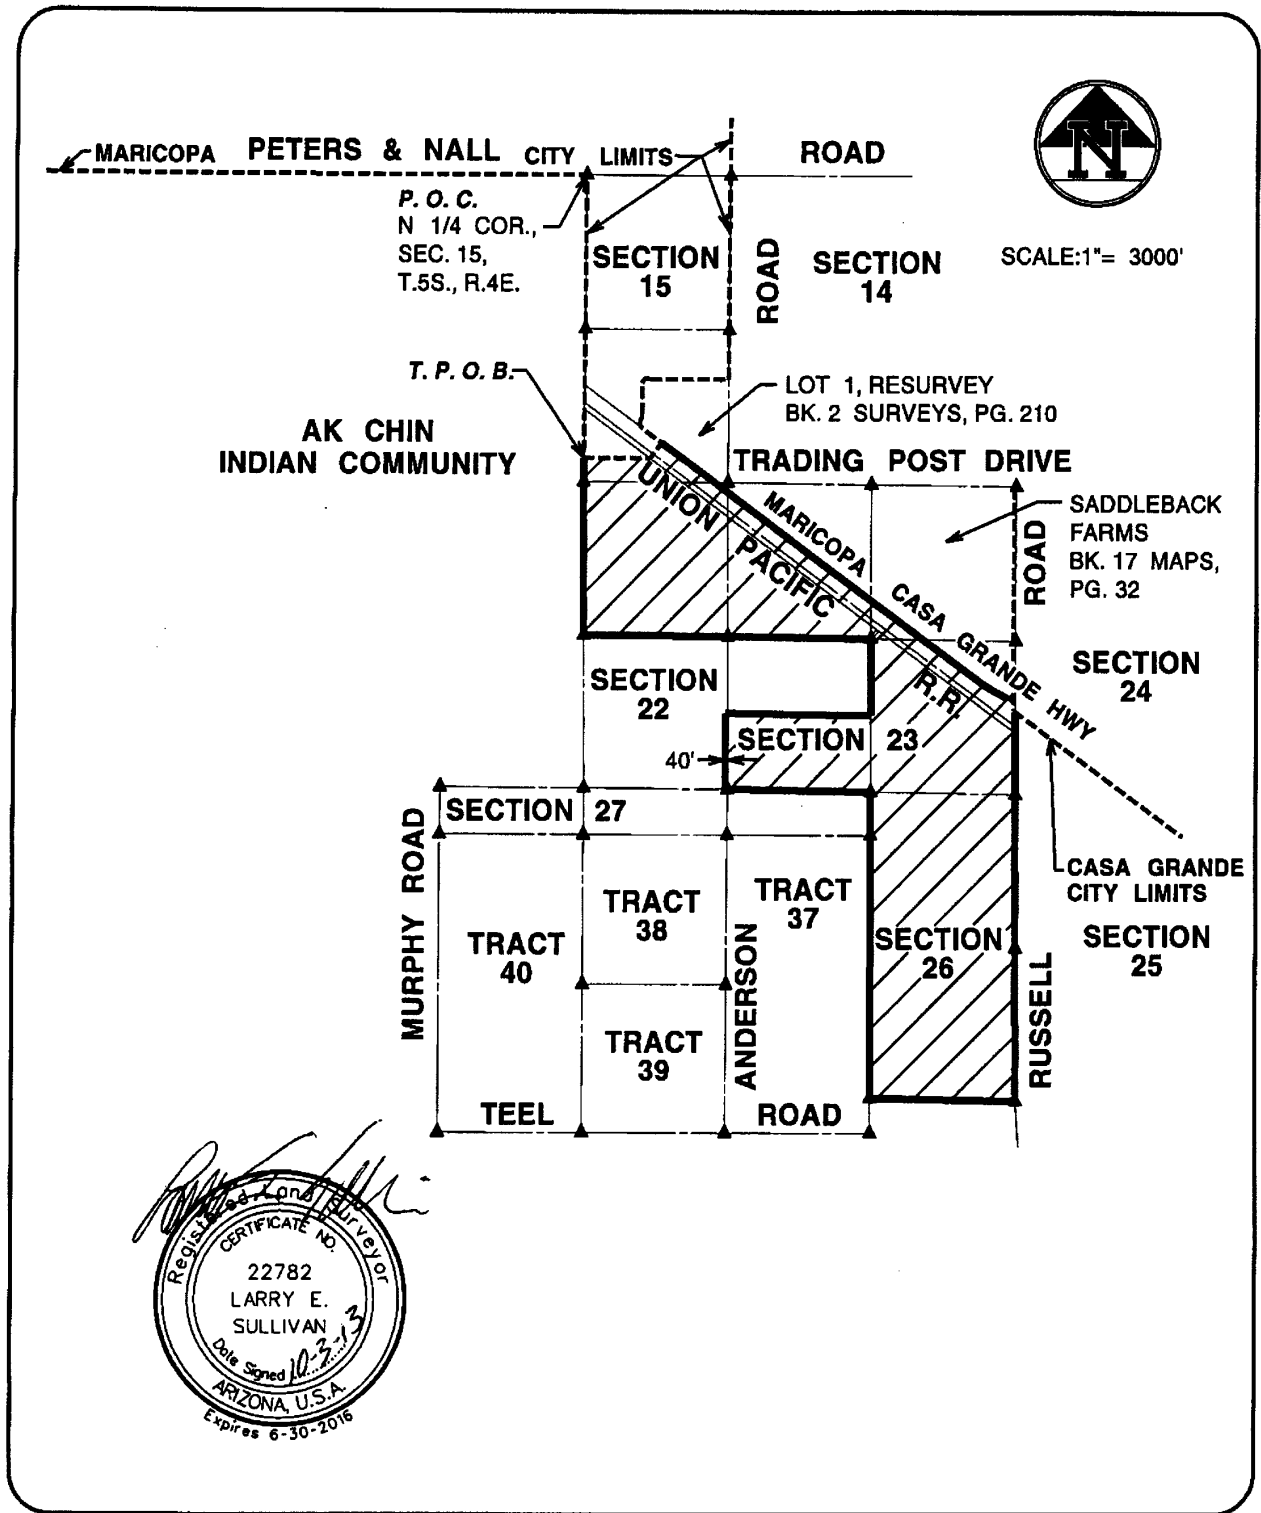 MARICOPA PETERS & NALL CITY LIMITS ROAD
N
P. O. C.
N 1/4 COR.,
SEC. 15,
T.5S., R.4E.
SECTION
15
ROAD
SECTION
14
SCALE:1"= 3000'
T. P. O. B.
LOT 1, RESURVEY
BK. 2 SURVEYS, PG. 210
AK CHIN
INDIAN COMMUNITY
TRADING POST DRIVE
UNION PACIFIC R.R.
MARICOPA CASA GRANDE HWY
SADDLEBACK
FARMS
BK. 17 MAPS,
PG. 32
ROAD
SECTION
24
SECTION
22
SECTION 23
40'
SECTION 27
CASA GRANDE
CITY LIMITS
MURPHY ROAD
TRACT
38
TRACT
37
TRACT
40
SECTION
26
SECTION
25
TRACT
39
ANDERSON
RUSSELL
TEEL ROAD
Registered Land Surveyor
CERTIFICATE NO.
22782
LARRY E.
SULLIVAN
Date Signed 10-3-13
ARIZONA, U.S.A.
Expires 6-30-2016